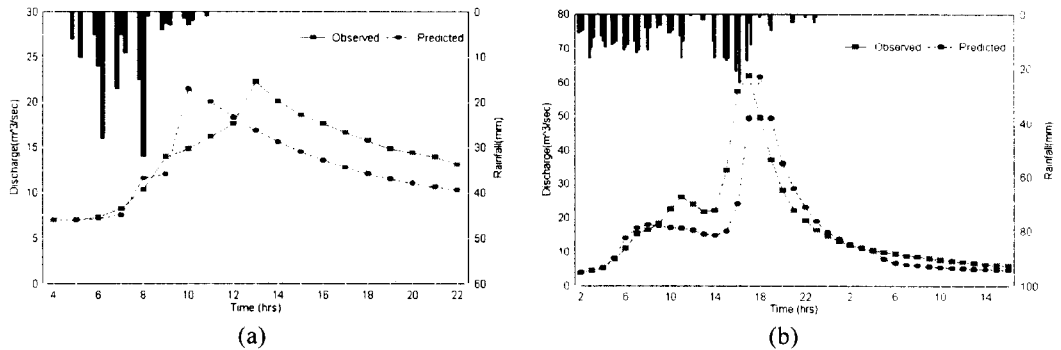 30
25
20
15
10
5
0
Discharge(m^3/sec)
4 6 8 10 12 14 16 18 20 22
Time (hrs)
0
10
20
30
40
50
60
Rainfall(mm)
Observed Predicted
(a)
80
70
60
50
40
30
20
10
0
Discharge(m^3/sec)
2 6 10 14 18 22 2 6 10 14
Time (hrs)
0
20
40
60
80
100
Rainfall(mm)
Observed Predicted
(b)